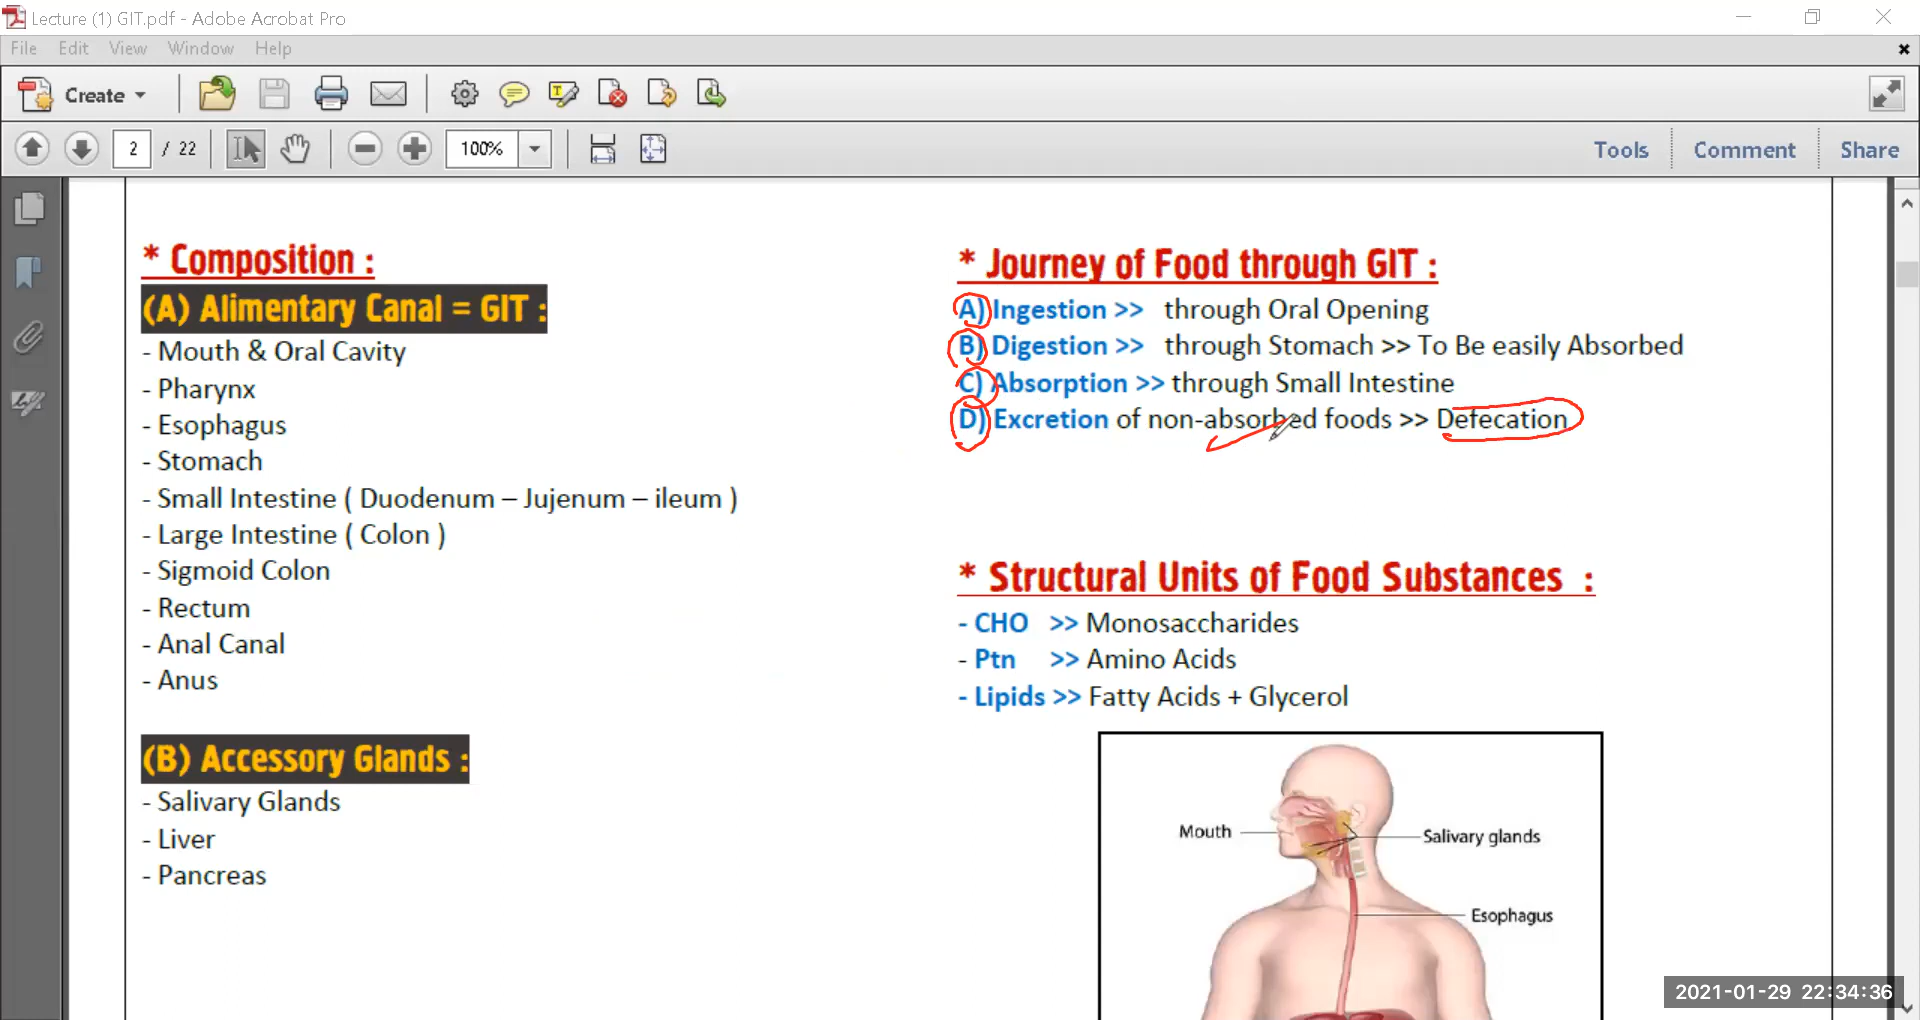 Lecture (1) GIT.pdf - Adobe Acrobat Pro
File Edit View Window Help
Create
2 / 22 100% Tools Comment Share
* Composition :
(A) Alimentary Canal = GIT :
- Mouth & Oral Cavity
- Pharynx
- Esophagus
- Stomach
- Small Intestine ( Duodenum – Jujenum – ileum )
- Large Intestine ( Colon )
- Sigmoid Colon
- Rectum
- Anal Canal
- Anus
(B) Accessory Glands :
- Salivary Glands
- Liver
- Pancreas
* Journey of Food through GIT :
A) Ingestion >> through Oral Opening
B) Digestion >> through Stomach >> To Be easily Absorbed
C) Absorption >> through Small Intestine
D) Excretion of non-absorbed foods >> Defecation
* Structural Units of Food Substances :
- CHO >> Monosaccharides
- Ptn >> Amino Acids
- Lipids >> Fatty Acids + Glycerol
Mouth
Salivary glands
Esophagus
2021-01-29 22:34:36